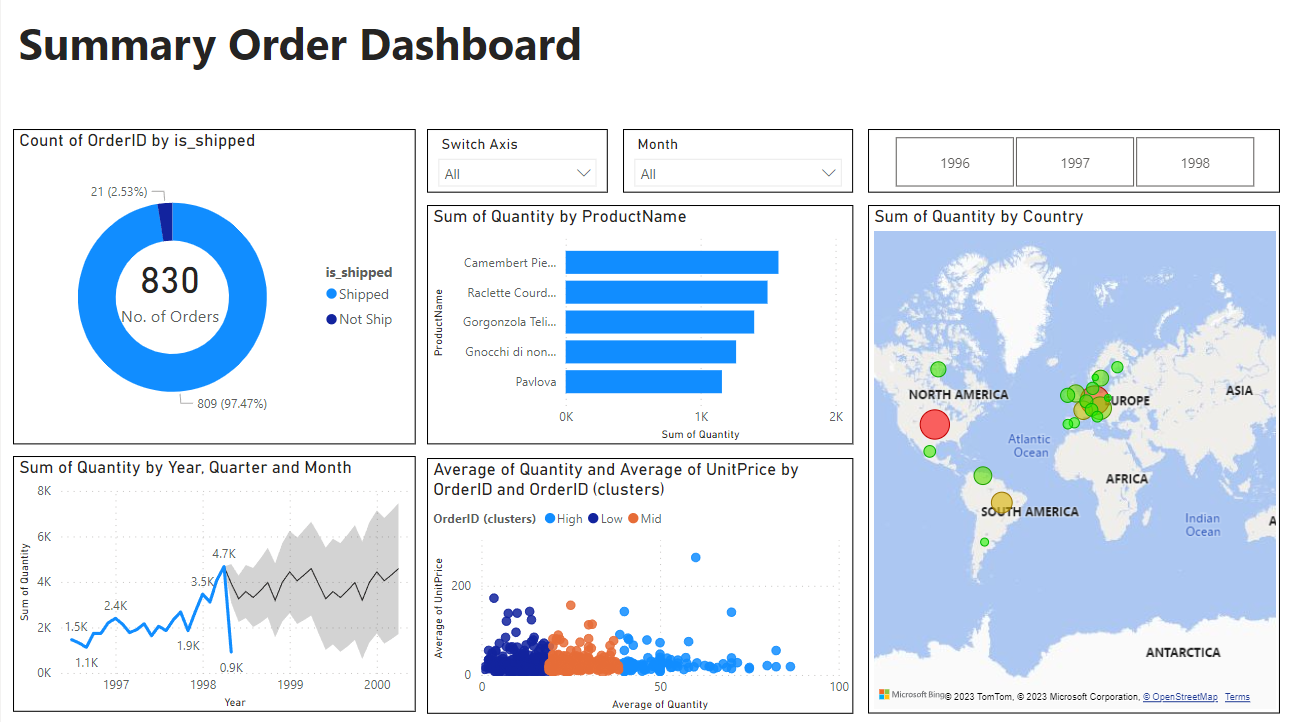 Summary Order Dashboard
Count of OrderID by is_shipped
21 (2.53%)
830
No. of Orders
809 (97.47%)
is_shipped
Shipped
Not Ship
Switch Axis
All
Month
All
1996
1997
1998
Sum of Quantity by ProductName
ProductName
Camembert Pie...
Raclette Courd...
Gorgonzola Teli...
Gnocchi di non...
Pavlova
0K
1K
2K
Sum of Quantity
Sum of Quantity by Country
NORTH AMERICA
EUROPE
ASIA
Atlantic
Ocean
AFRICA
SOUTH AMERICA
Indian
Ocean
A
ANTARCTICA
Microsoft Bing
© 2023 TomTom, © 2023 Microsoft Corporation, © OpenStreetMap Terms
Sum of Quantity by Year, Quarter and Month
Sum of Quantity
8K
6K
4K
2K
0K
1.5K
1.1K
2.4K
1.9K
3.5K
4.7K
0.9K
1997
1998
1999
2000
Year
Average of Quantity and Average of UnitPrice by
OrderID and OrderID (clusters)
OrderID (clusters) High Low Mid
Average of UnitPrice
200
0
0
50
100
Average of Quantity